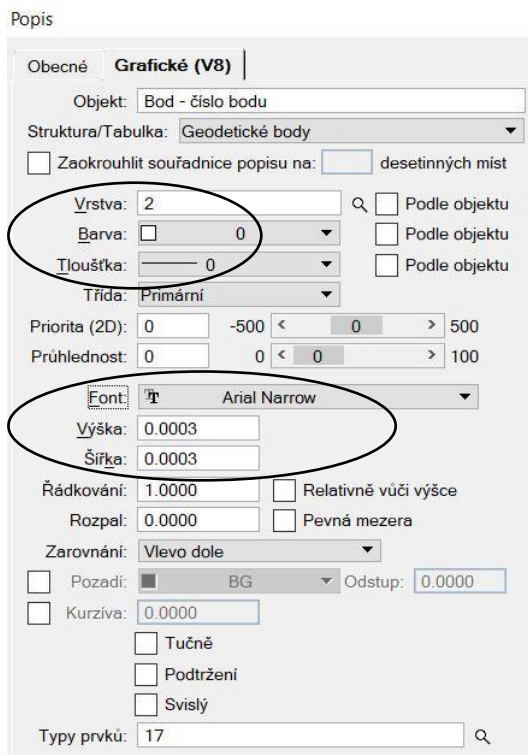 Popis
Obecné Grafické (V8)
Objekt: Bod - číslo bodu
Struktura/Tabulka: Geodetické body
Zaokrouhlit souřadnice popisu na: desetinných míst
Vrstva: 2 Podle objektu
Barva: 0 Podle objektu
Tloušťka: 0 Podle objektu
Třída: Primární
Priorita (2D): 0 -500 < 0 > 500
Průhlednost: 0 0 < 0 > 100
Font: Arial Narrow
Výška: 0.0003
Šířka: 0.0003
Řádkování: 1.0000 Relativně vůči výšce
Rozpal: 0.0000 Pevná mezera
Zarovnání: Vlevo dole
Pozadí: BG Odstup: 0.0000
Kurzíva: 0.0000
Tučně
Podtržení
Svislý
Typy prvků: 17